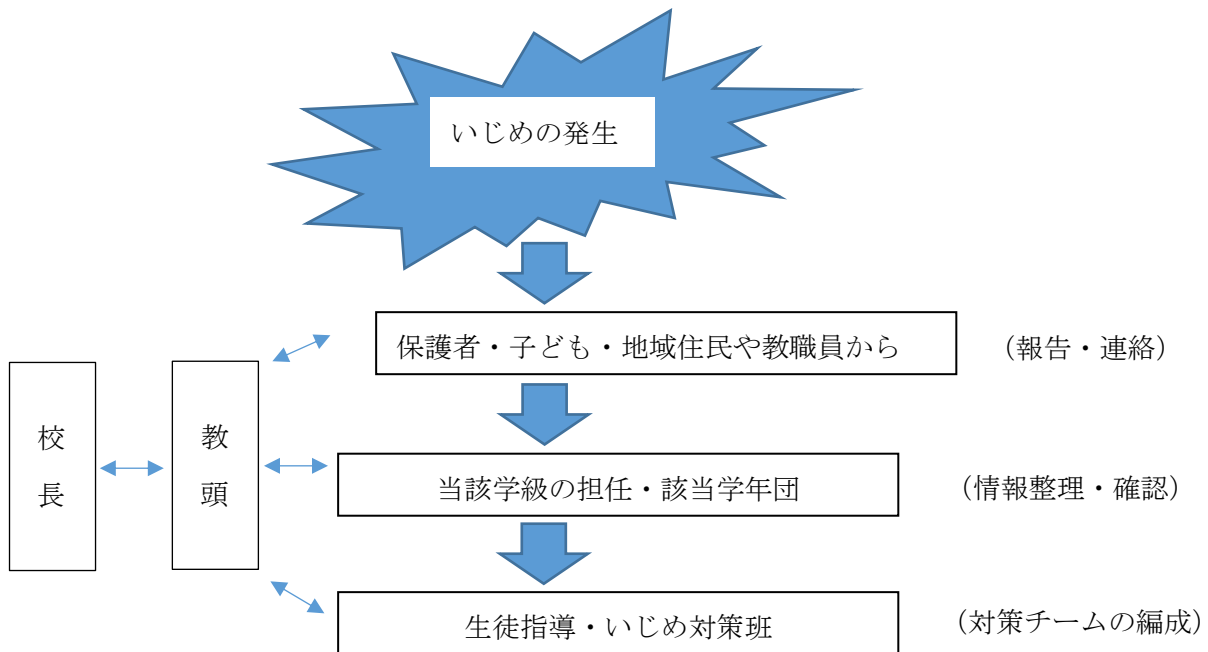 いじめの発生
保護者・子ども・地域住民や教職員から
（報告・連絡）
校長
教頭
当該学級の担任・該当学年団
（情報整理・確認）
生徒指導・いじめ対策班
（対策チームの編成）